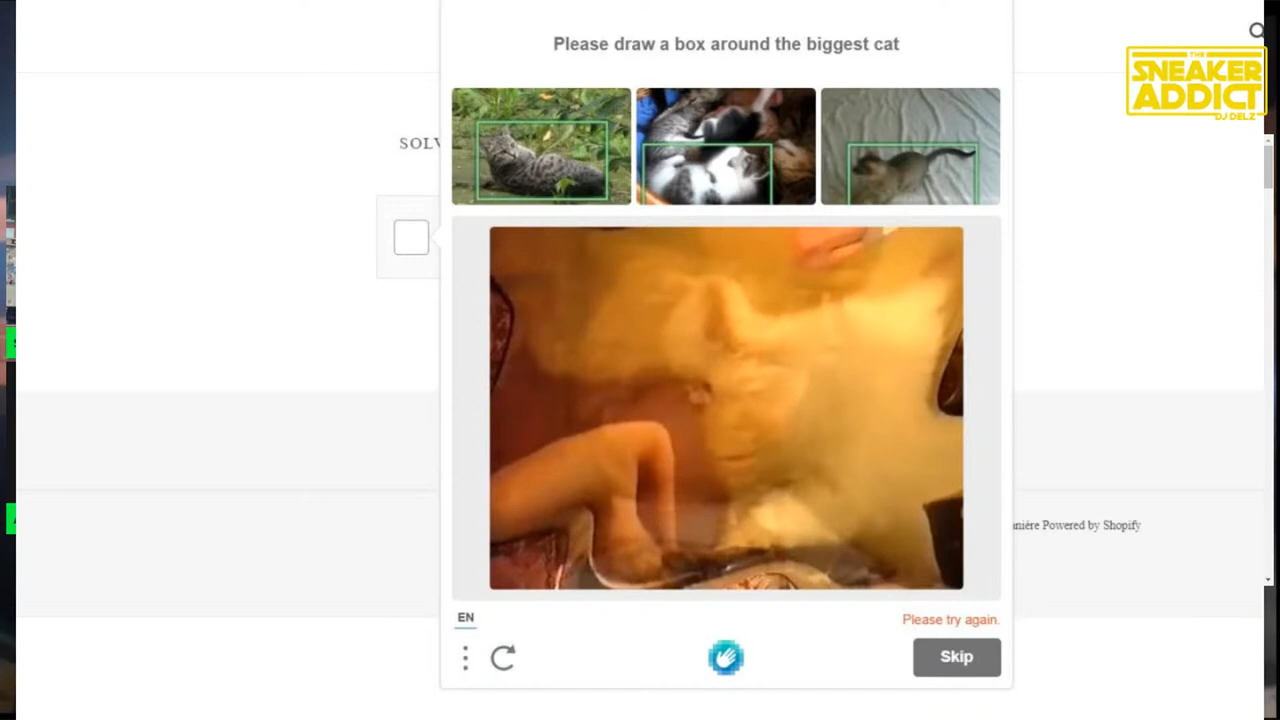 Please draw a box around the biggest cat
THE
SNEAKER
ADDICT
DJ DELZ
SOLV
nière Powered by Shopify
EN
Please try again.
Skip